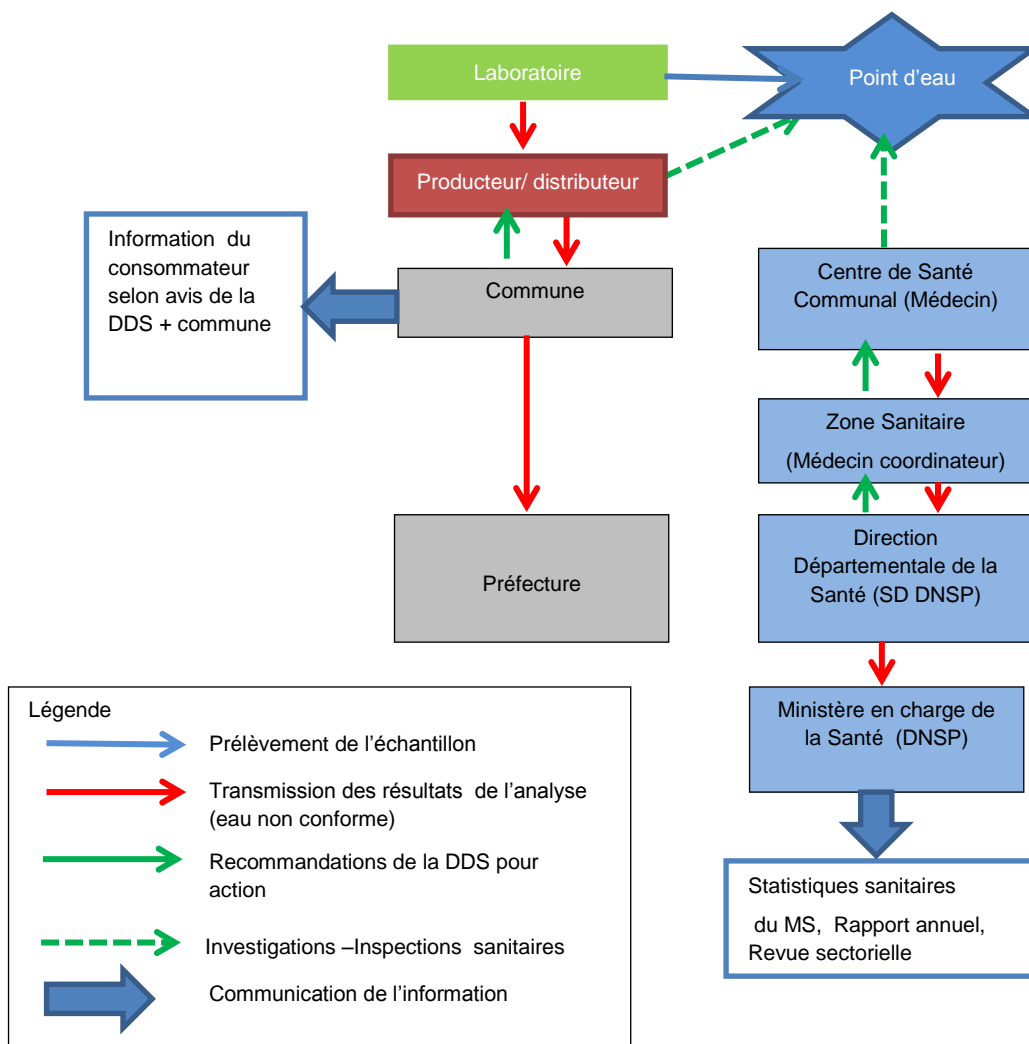 Laboratoire
Point d’eau
Producteur/ distributeur
Information du
consommateur
selon avis de la
DDS + commune
Commune
Centre de Santé
Communal (Médecin)
Zone Sanitaire
(Médecin coordinateur)
Direction
Départementale de la
Santé (SD DNSP)
Préfecture
Ministère en charge de
la Santé (DNSP)
Statistiques sanitaires
du MS, Rapport annuel,
Revue sectorielle
Légende
Prélèvement de l’échantillon
Transmission des résultats de l’analyse
(eau non conforme)
Recommandations de la DDS pour
action
Investigations –Inspections sanitaires
Communication de l’information